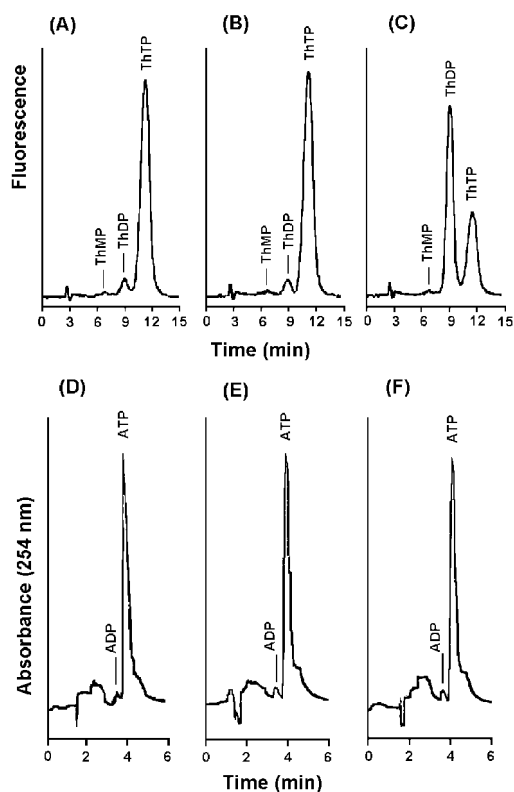 (A) (B) (C)
ThTP ThTP ThDP
ThTP
ThMP ThDP ThMP ThDP ThMP
Fluorescence
0 3 6 9 12 15 0 3 6 9 12 15 0 3 6 9 12 15
Time (min)
(D) (E) (F)
ATP ATP ATP
ADP ADP ADP
Absorbance (254 nm)
0 2 4 6 0 2 4 6 0 2 4 6
Time (min)